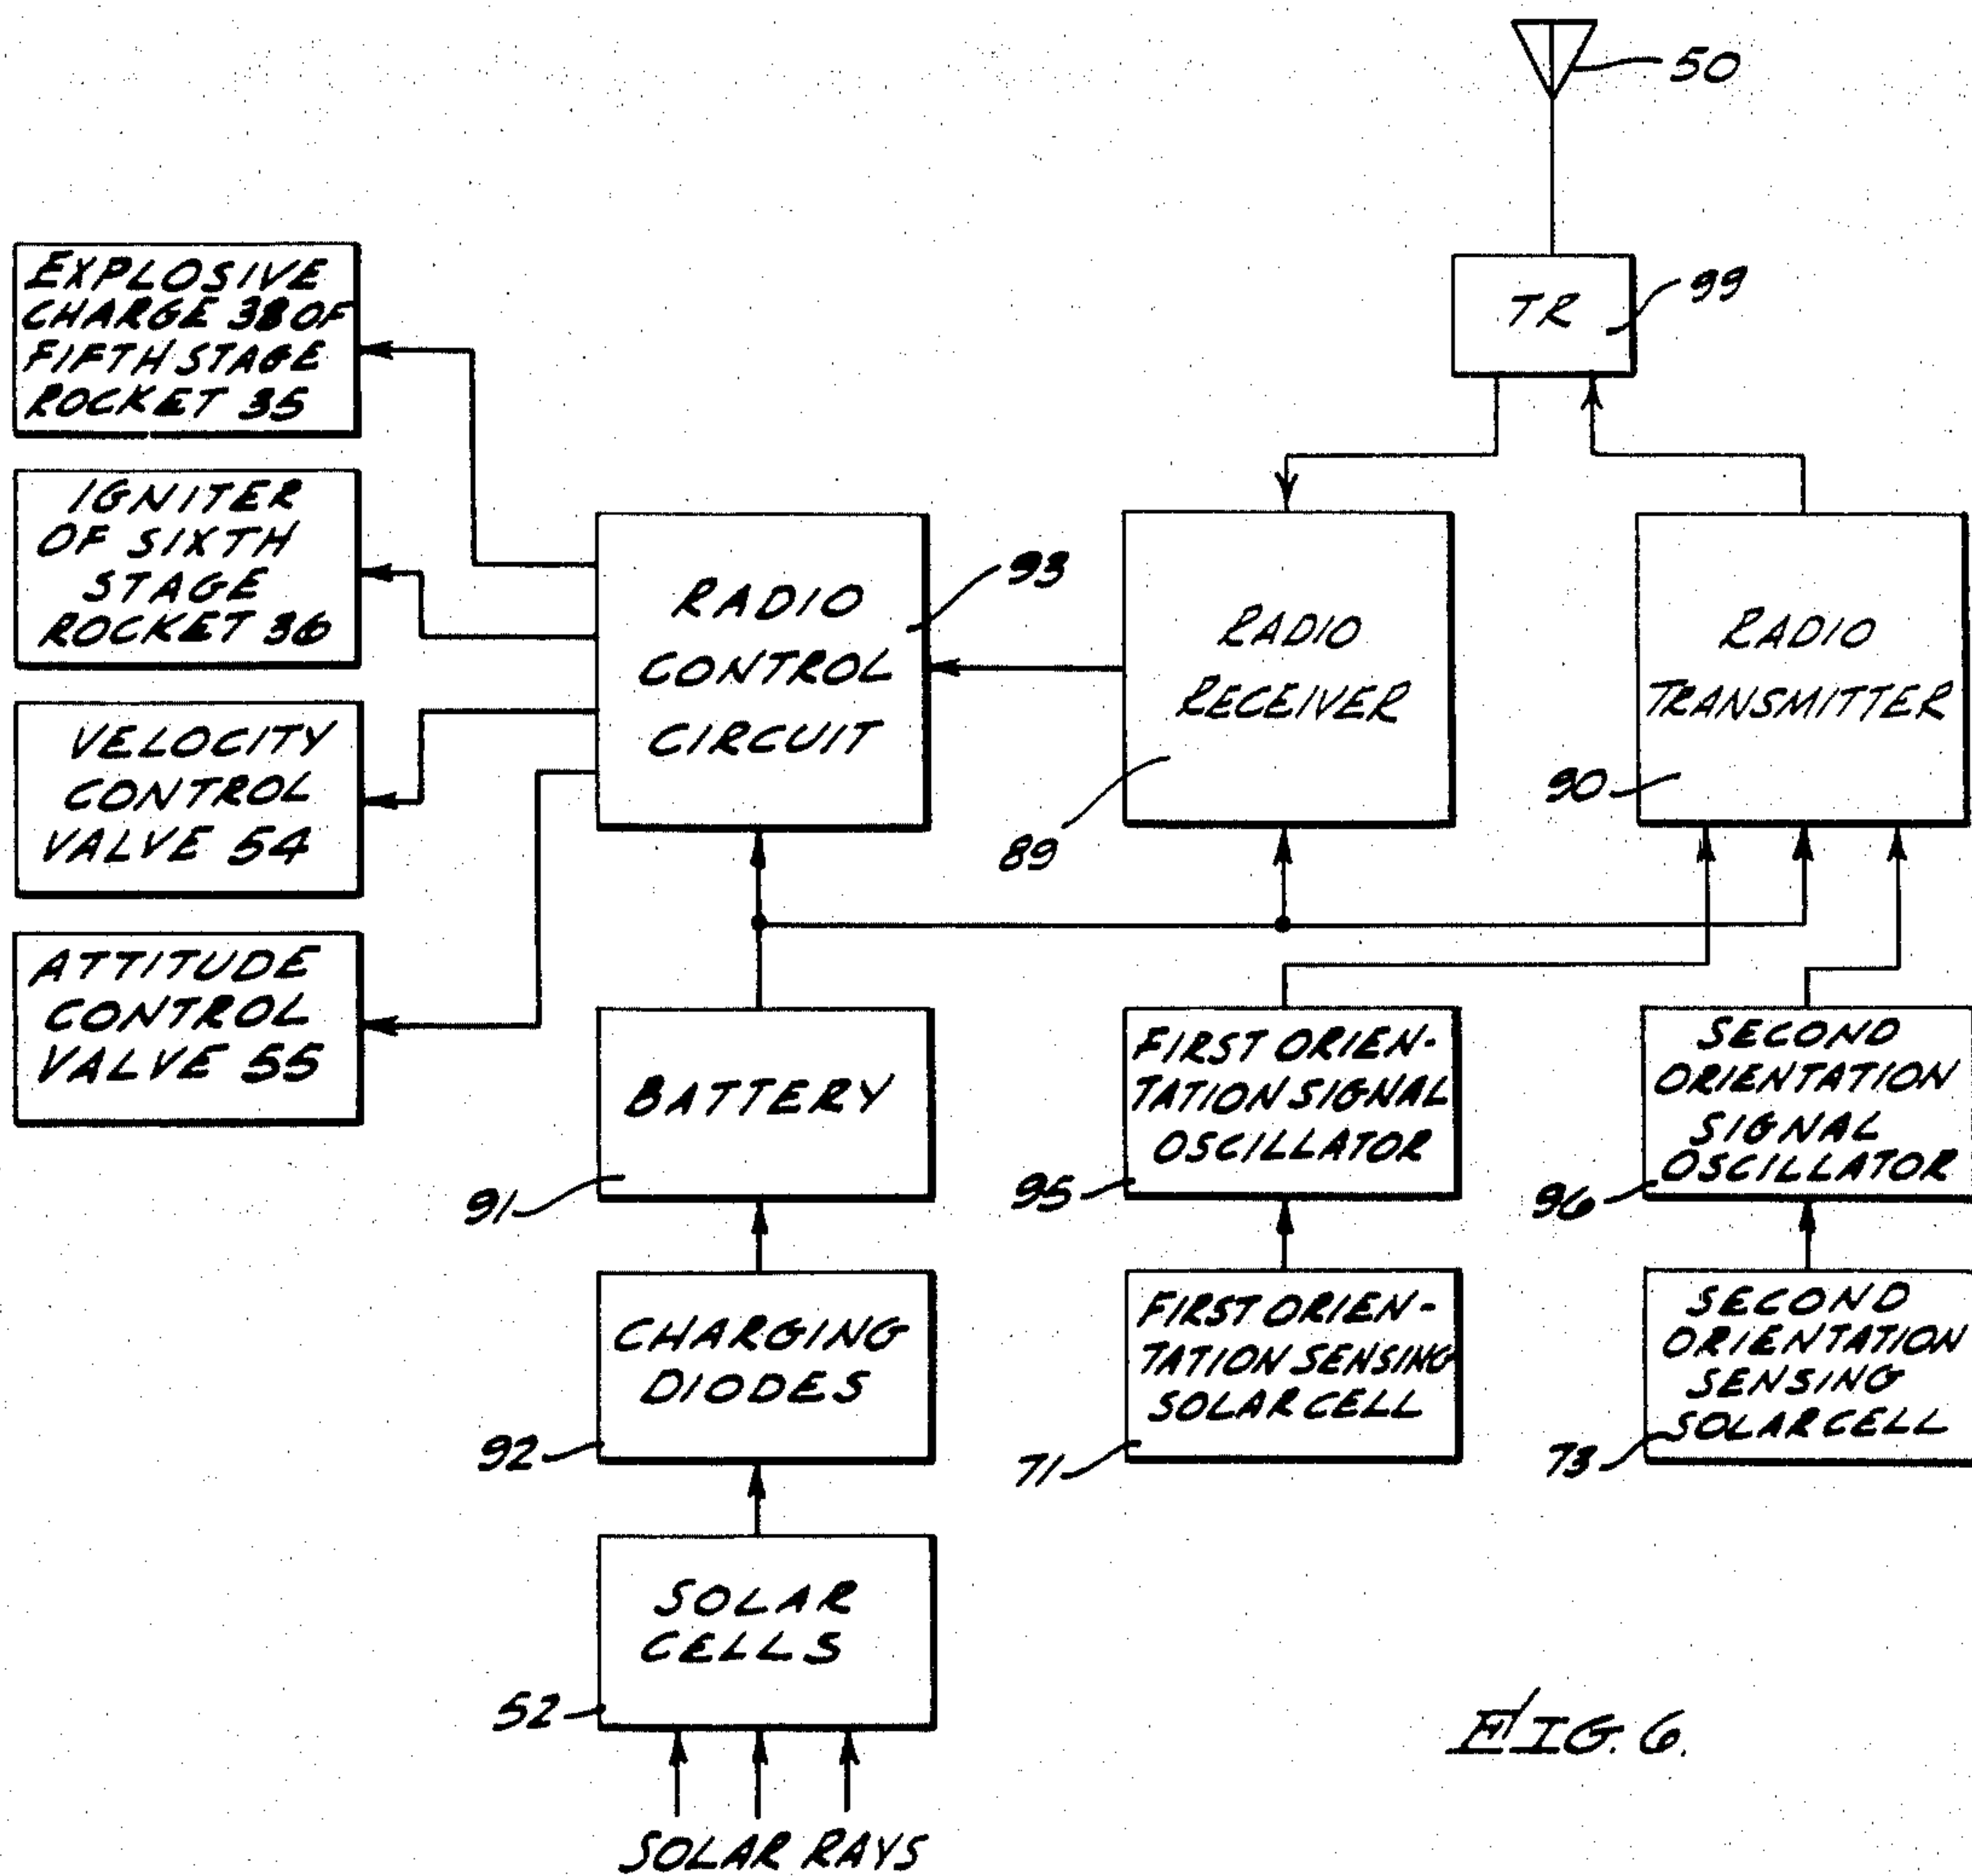 50
TR
99
EXPLOSIVE
CHARGE 38 OF
FIFTH STAGE
ROCKET 35
IGNITER
OF SIXTH
STAGE
ROCKET 36
VELOCITY
CONTROL
VALVE 54
ATTITUDE
CONTROL
VALVE 55
RADIO
CONTROL
CIRCUIT
93
RADIO
RECEIVER
89
RADIO
TRANSMITTER
90
BATTERY
91
FIRST ORIEN-
TATION SIGNAL
OSCILLATOR
95
SECOND
ORIENTATION
SIGNAL
OSCILLATOR
96
CHARGING
DIODES
92
FIRST ORIEN-
TATION SENSING
SOLAR CELL
71
SECOND
ORIENTATION
SENSING
SOLAR CELL
73
SOLAR
CELLS
52
SOLAR RAYS
FIG. 6.